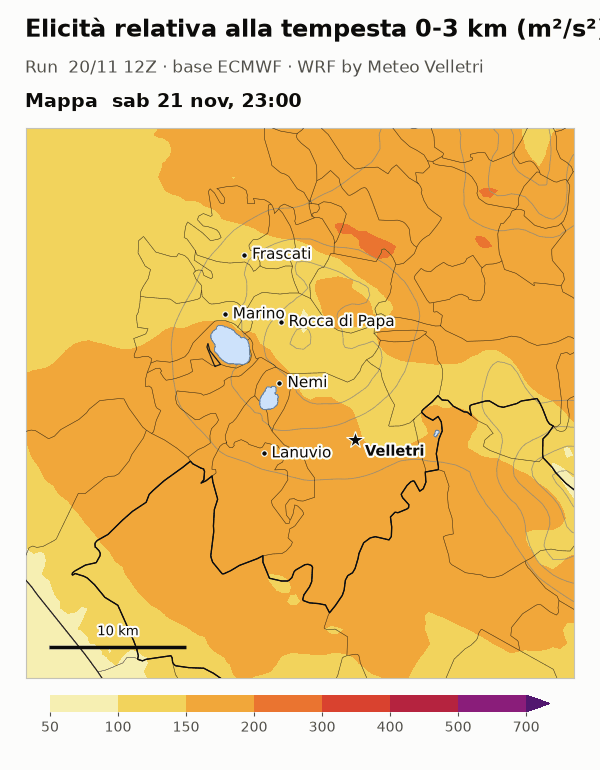 Elicità relativa alla tempesta 0-3 km (m²/s²)
Run  20/11 12Z · base ECMWF · WRF by Meteo Velletri
Mappa  sab 21 nov, 23:00
Frascati
Marino
Rocca di Papa
Nemi
Lanuvio
Velletri
10 km
50 100 150 200 300 400 500 700